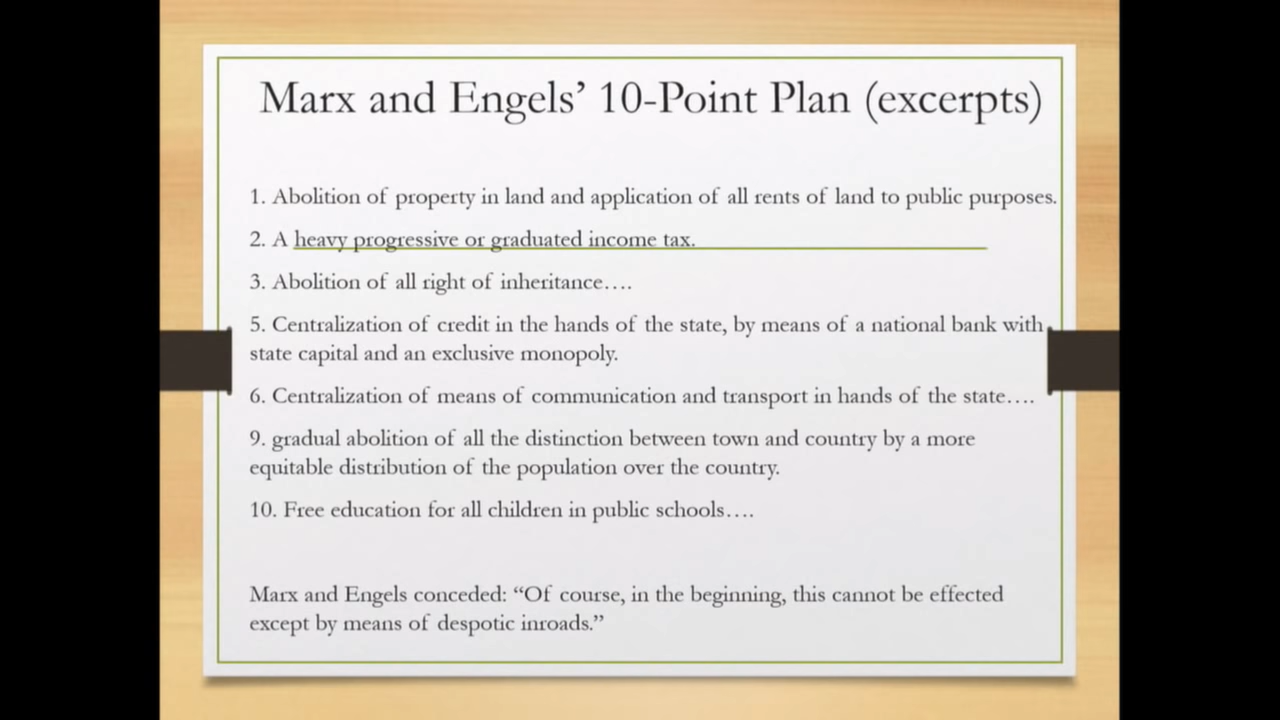 Marx and Engels’ 10-Point Plan (excerpts)
1. Abolition of property in land and application of all rents of land to public purposes.
2. A heavy progressive or graduated income tax.
3. Abolition of all right of inheritance….
5. Centralization of credit in the hands of the state, by means of a national bank with
state capital and an exclusive monopoly.
6. Centralization of means of communication and transport in hands of the state….
9. gradual abolition of all the distinction between town and country by a more
equitable distribution of the population over the country.
10. Free education for all children in public schools….
Marx and Engels conceded: “Of course, in the beginning, this cannot be effected
except by means of despotic inroads.”